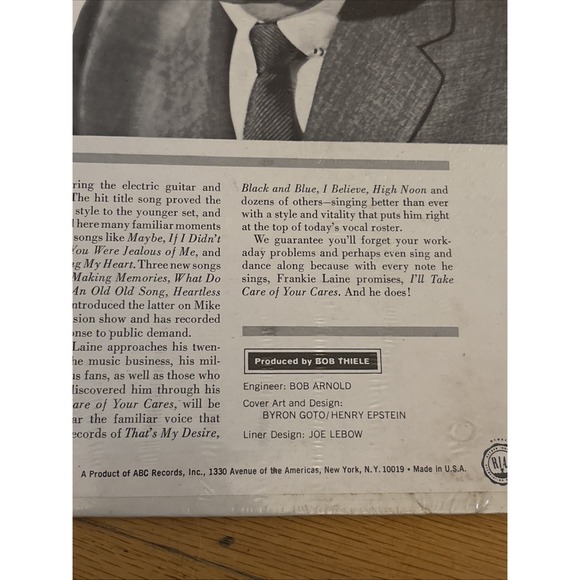 ring the electric guitar and
The hit title song proved the
style to the younger set, and
here many familiar moments
songs like Maybe, If I Didn't
You Were Jealous of Me, and
g My Heart. Three new songs
Making Memories, What Do
An Old Old Song, Heartless
ntroduced the latter on Mike
sion show and has recorded
nse to public demand.
Laine approaches his twen-
he music business, his mil-
s fans, as well as those who
discovered him through his
are of Your Cares, will be
ar the familiar voice that
ecords of That's My Desire,
Black and Blue, I Believe, High Noon and
dozens of others—singing better than ever
with a style and vitality that puts him right
at the top of today's vocal roster.
We guarantee you'll forget your work-
aday problems and perhaps even sing and
dance along because with every note he
sings, Frankie Laine promises, I'll Take
Care of Your Cares. And he does!
Produced by BOB THIELE
Engineer: BOB ARNOLD
Cover Art and Design:
BYRON GOTO/HENRY EPSTEIN
Liner Design: JOE LEBOW
A Product of ABC Records, Inc., 1330 Avenue of the Americas, New York, N.Y. 10019 • Made in U.S.A.
RIA